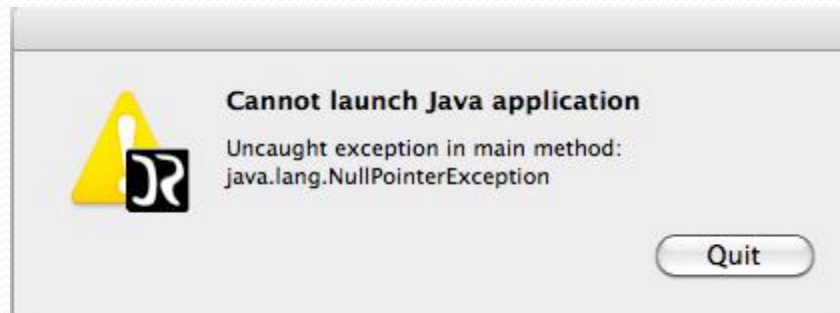 Cannot launch Java application
Uncaught exception in main method:
java.lang.NullPointerException
Quit